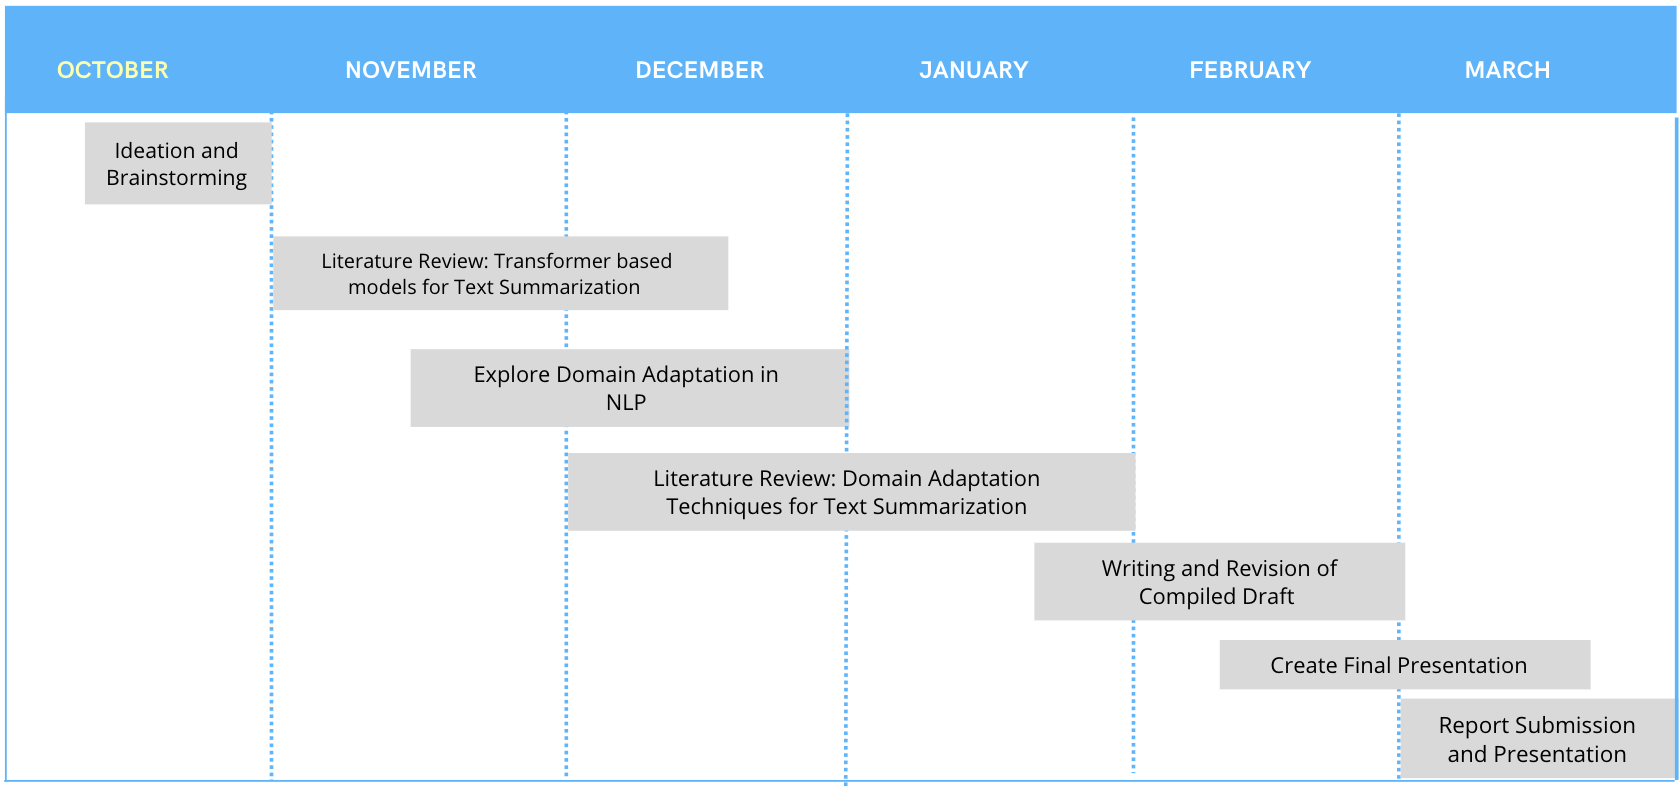 OCTOBER NOVEMBER DECEMBER JANUARY FEBRUARY MARCH
Ideation and
Brainstorming
Literature Review: Transformer based
models for Text Summarization
Explore Domain Adaptation in
NLP
Literature Review: Domain Adaptation
Techniques for Text Summarization
Writing and Revision of
Compiled Draft
Create Final Presentation
Report Submission
and Presentation